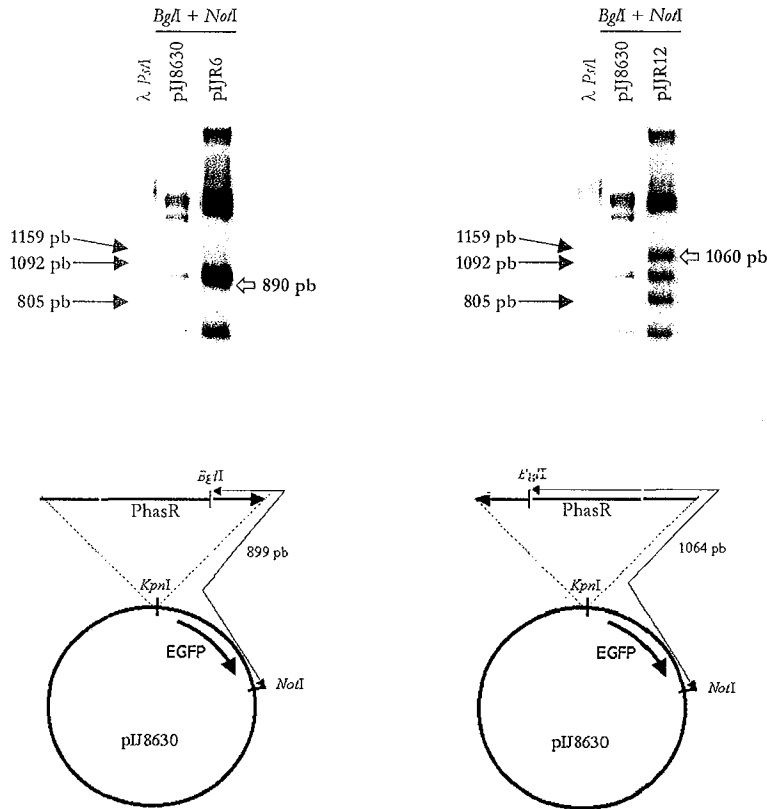 BglI + NotI
λ PstI
pIJ8630
pIJR6
1159 pb
1092 pb
805 pb
890 pb
BglI + NotI
λ PstI
pIJ8630
pIJR12
1159 pb
1092 pb
805 pb
1060 pb
BglI
PhasR
899 pb
KpnI
EGFP
NotI
pIJ8630
BglI
PhasR
1064 pb
KpnI
EGFP
NotI
pIJ8630